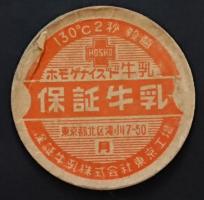 130℃2秒殺菌
HOSHO
ホモゲナイズド牛乳
保証牛乳
東京都北区滝野川7-50
月
保証牛乳株式会社東京工場